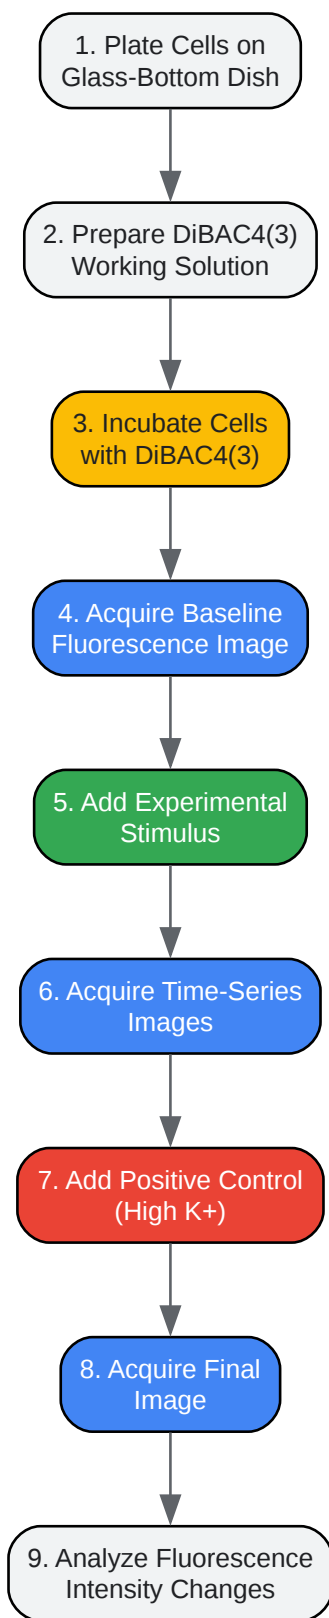 1. Plate Cells on
Glass-Bottom Dish
2. Prepare DiBAC4(3)
Working Solution
3. Incubate Cells
with DiBAC4(3)
4. Acquire Baseline
Fluorescence Image
5. Add Experimental
Stimulus
6. Acquire Time-Series
Images
7. Add Positive Control
(High K+)
8. Acquire Final
Image
9. Analyze Fluorescence
Intensity Changes